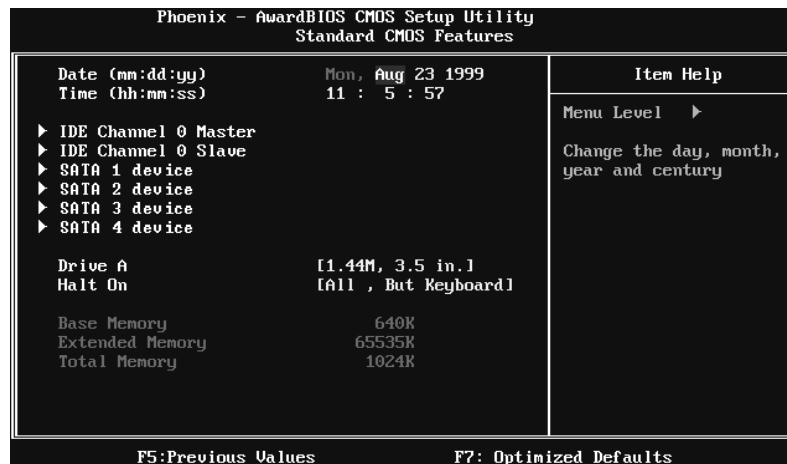 Phoenix - AwardBIOS CMOS Setup Utility
Standard CMOS Features
Date (mm:dd:yy) Mon, Aug 23 1999
Time (hh:mm:ss) 11 : 5 : 57
IDE Channel 0 Master
IDE Channel 0 Slave
SATA 1 device
SATA 2 device
SATA 3 device
SATA 4 device
Drive A [1.44M, 3.5 in.]
Halt On [All , But Keyboard]
Base Memory 640K
Extended Memory 65535K
Total Memory 1024K
Item Help
Menu Level
Change the day, month,
year and century
F5:Previous Values F7: Optimized Defaults